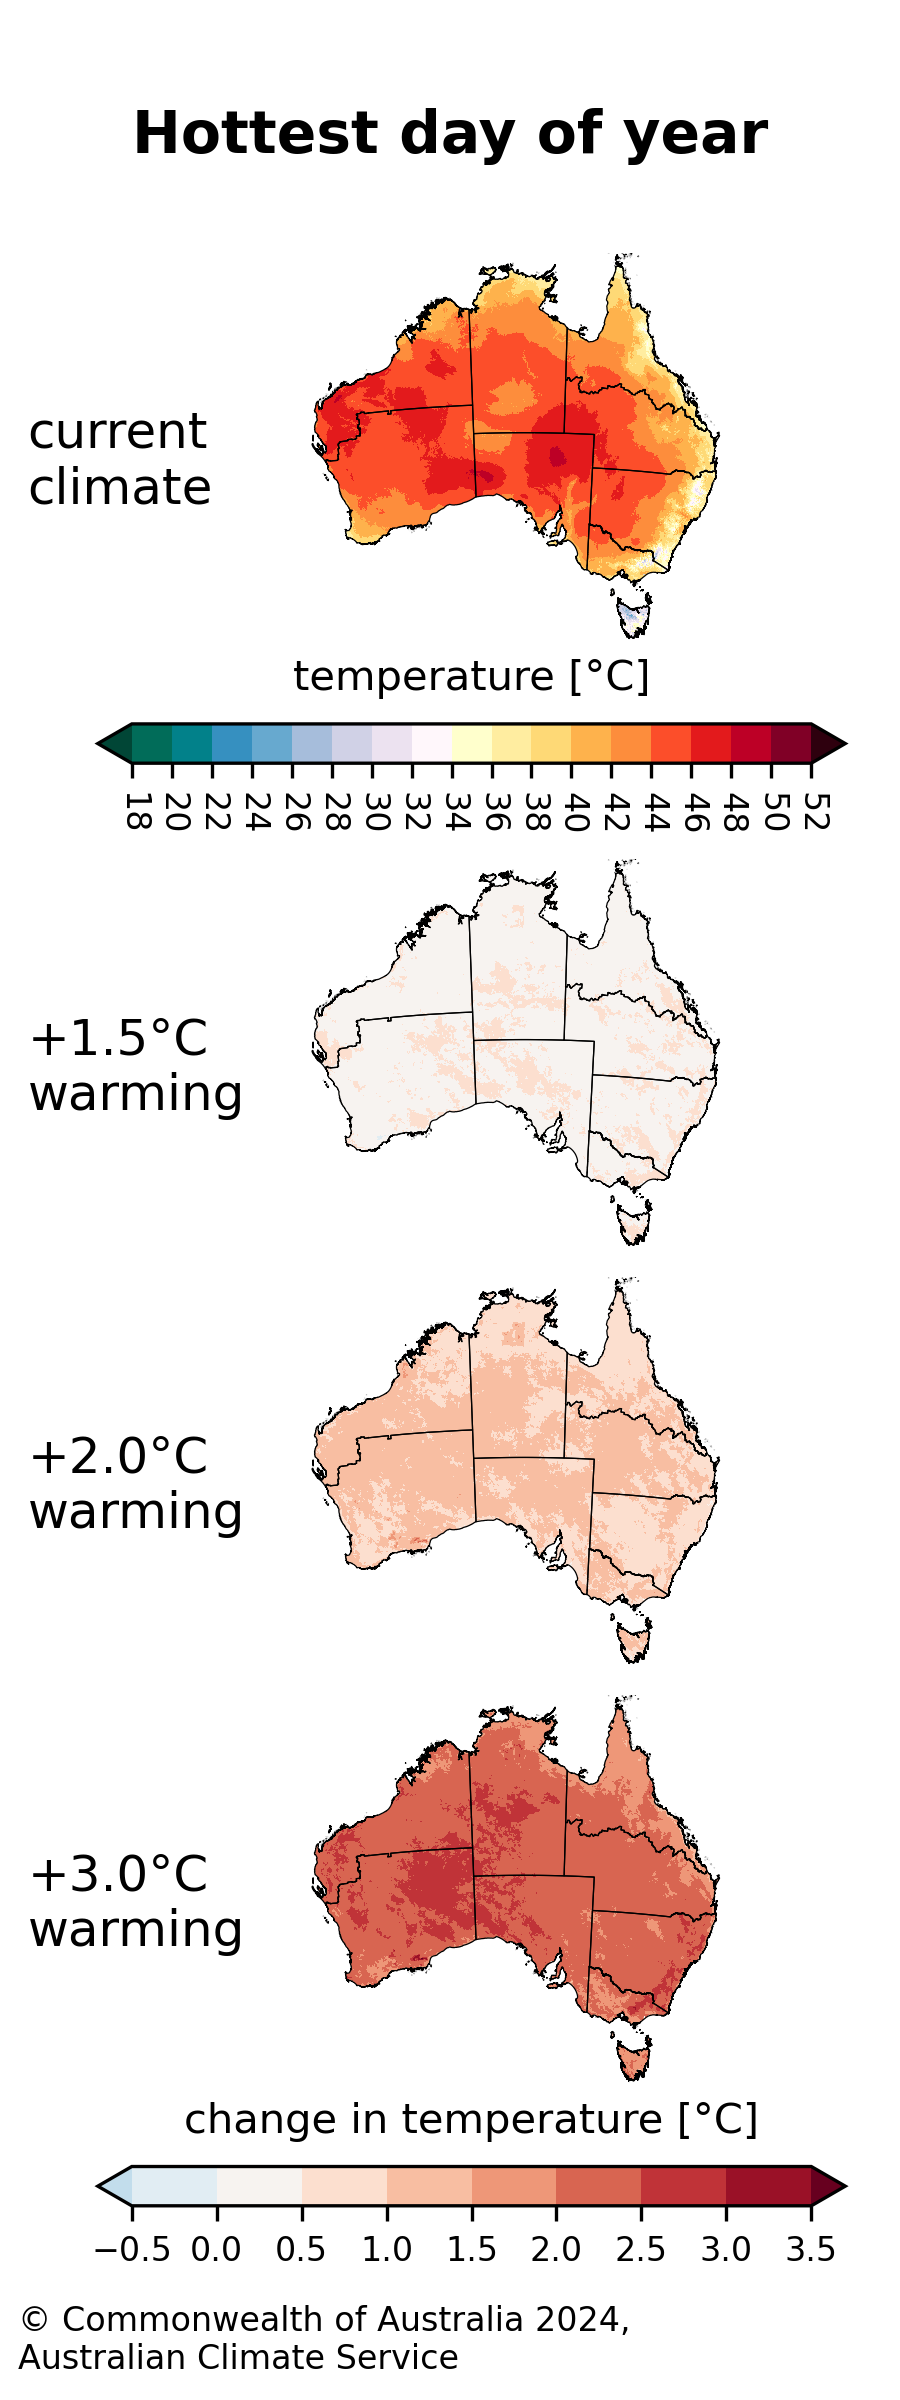 Hottest day of year
current
climate
temperature [°C]
18 20 22 24 26 28 30 32 34 36 38 40 42 44 46 48 50 52
+1.5°C
warming
+2.0°C
warming
+3.0°C
warming
change in temperature [°C]
−0.5 0.0 0.5 1.0 1.5 2.0 2.5 3.0 3.5
© Commonwealth of Australia 2024,
Australian Climate Service